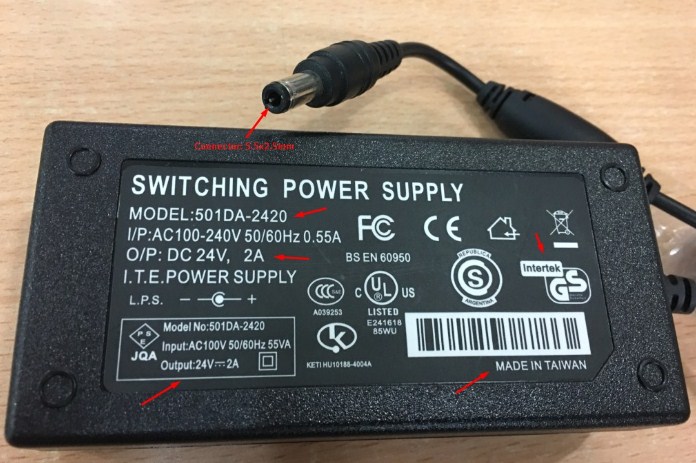 Connector: 5.5x2.5mm
SWITCHING POWER SUPPLY
MODEL:501DA-2420
I/P:AC100-240V 50/60Hz 0.55A
O/P: DC 24V, 2A
I.T.E.POWER SUPPLY
L.P.S. - +
FC
CE
BS EN 60950
REPUBLICA
S
ARGENTINA
Intertek
GS
CCC
A039253
C UL US
LISTED
E241618
85WU
K
KETI HU10188-4004A
P
S
E
JQA
Model No:501DA-2420
Input:AC100V 50/60Hz 55VA
Output:24V⎓2A
MADE IN TAIWAN